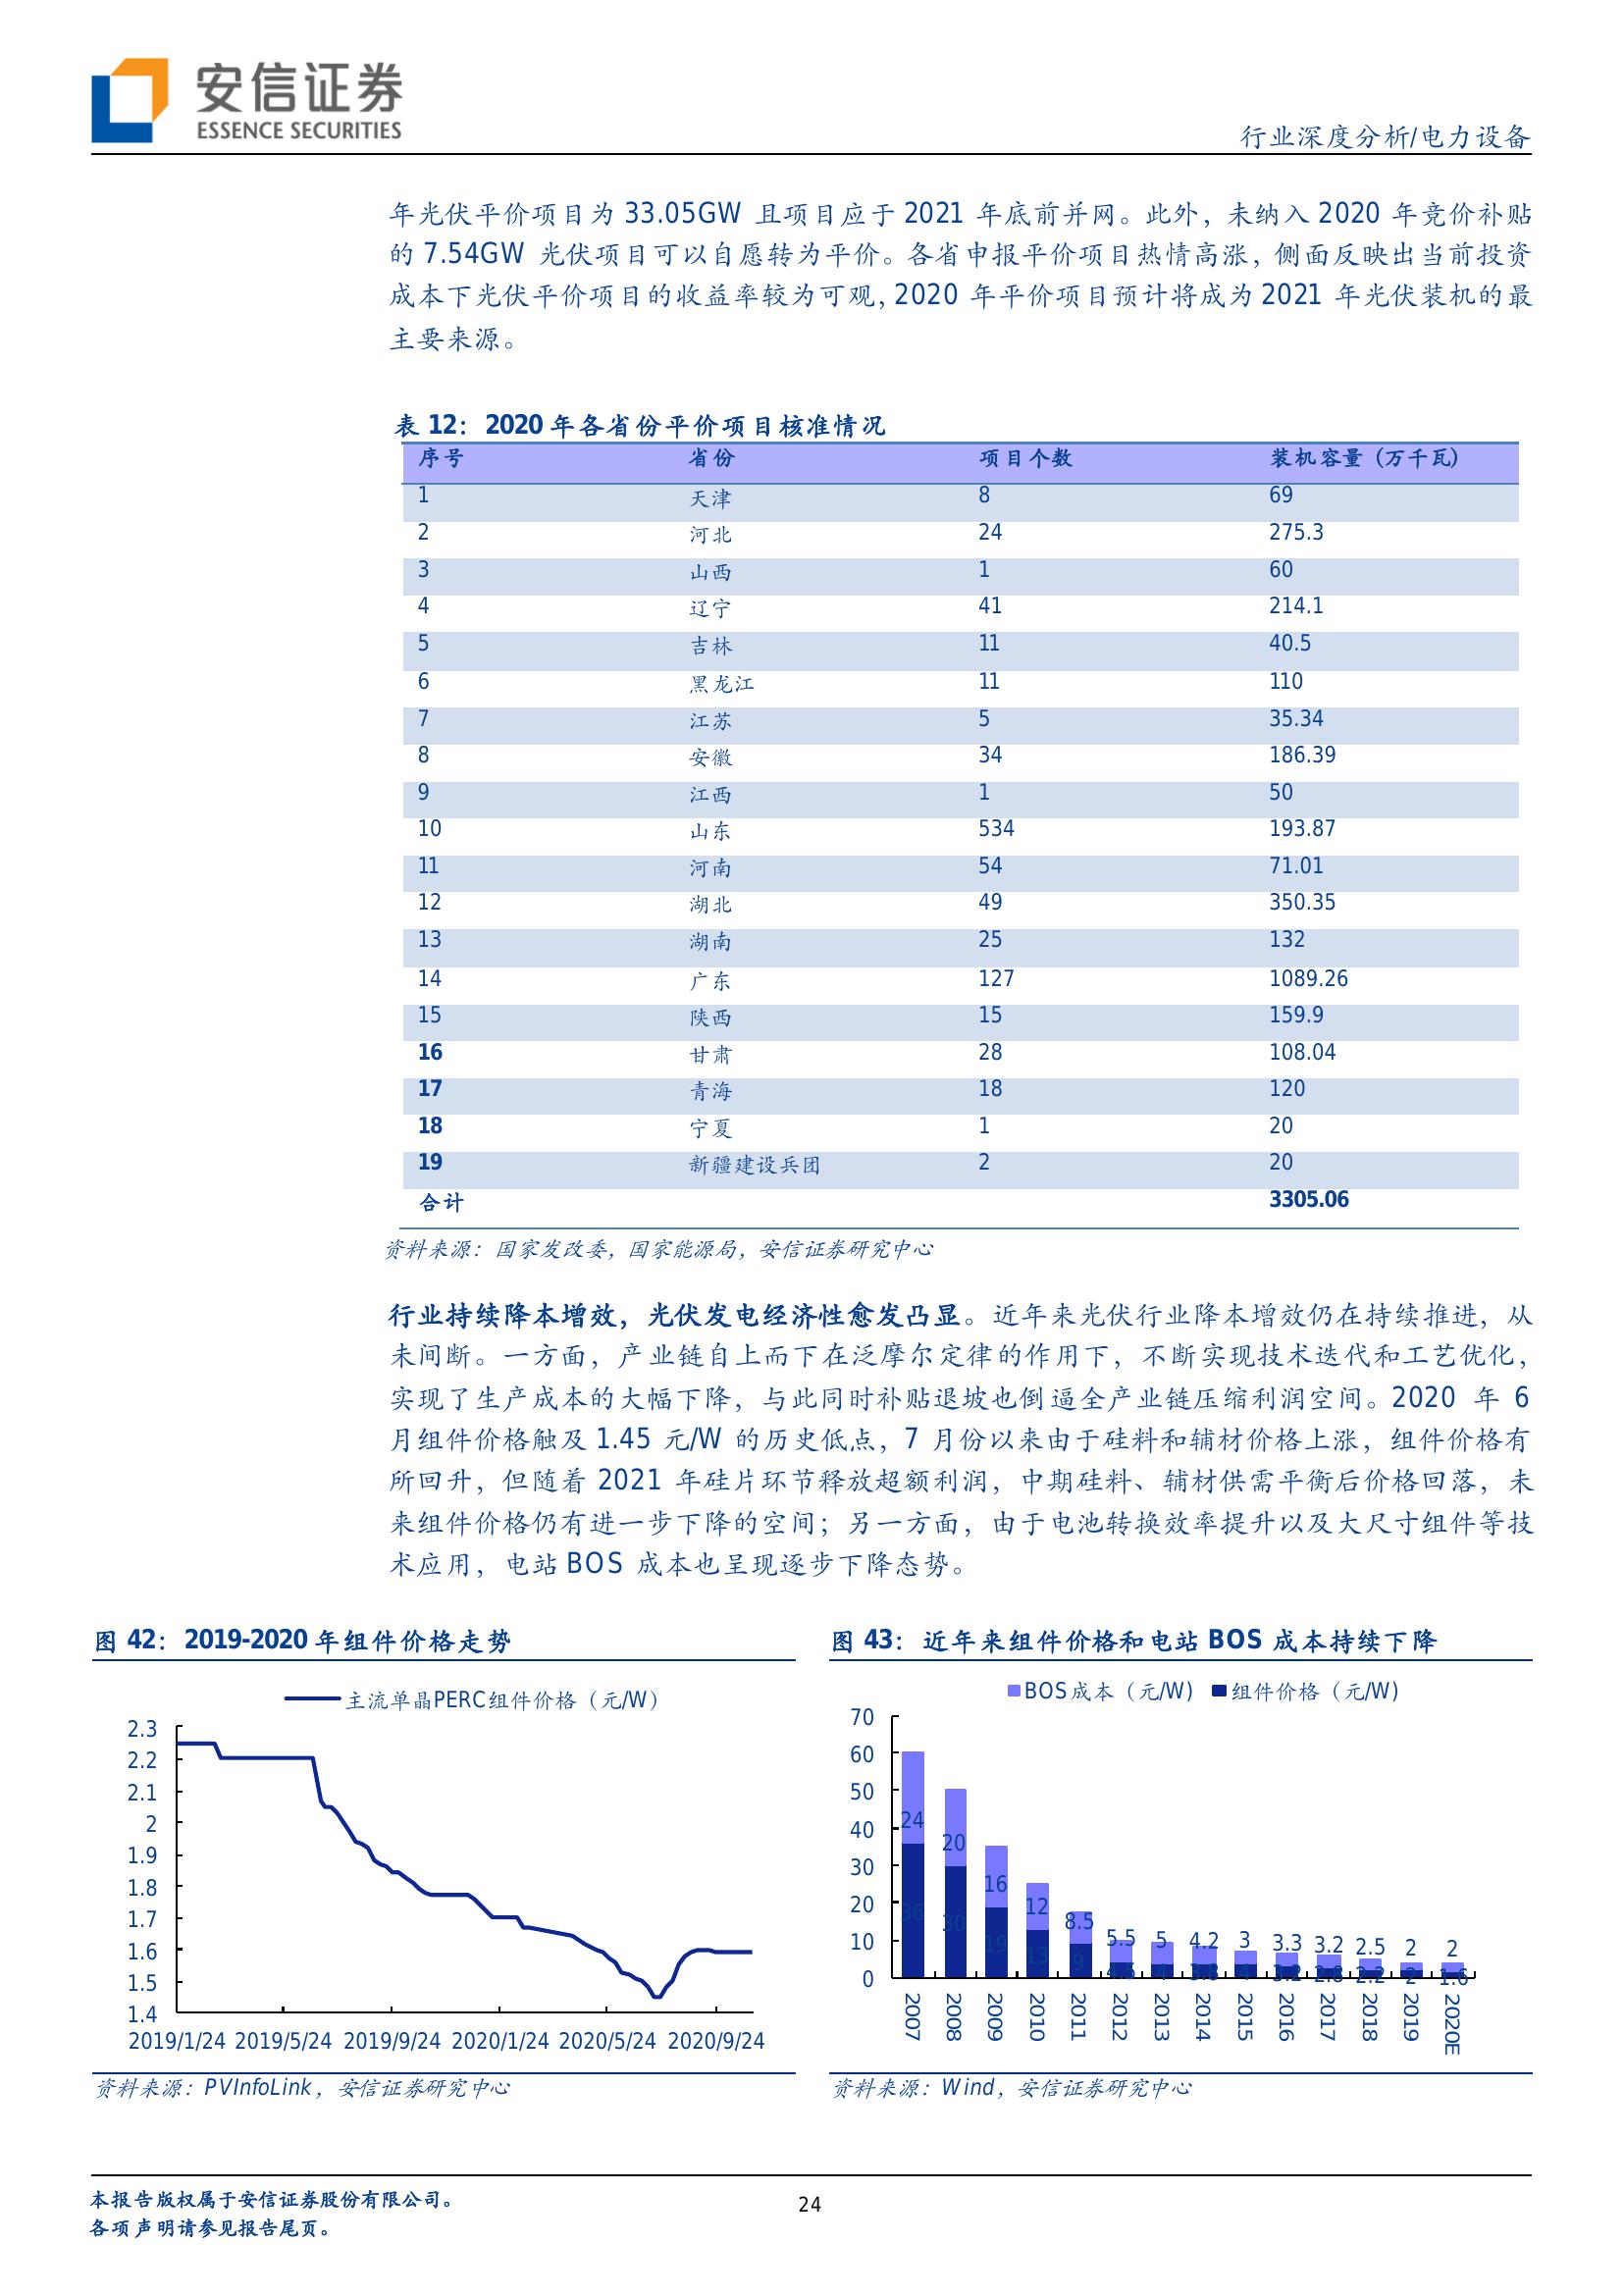 安信证券
ESSENCE SECURITIES
行业深度分析/电力设备
年光伏平价项目为 33.05GW 且项目应于 2021 年底前并网。此外，未纳入 2020 年竞价补贴
的 7.54GW 光伏项目可以自愿转为平价。各省申报平价项目热情高涨，侧面反映出当前投资
成本下光伏平价项目的收益率较为可观，2020 年平价项目预计将成为 2021 年光伏装机的最
主要来源。
表 12：2020 年各省份平价项目核准情况
序号 省份 项目个数 装机容量（万千瓦）
1 天津 8 69
2 河北 24 275.3
3 山西 1 60
4 辽宁 41 214.1
5 吉林 11 40.5
6 黑龙江 11 110
7 江苏 5 35.34
8 安徽 34 186.39
9 江西 1 50
10 山东 534 193.87
11 河南 54 71.01
12 湖北 49 350.35
13 湖南 25 132
14 广东 127 1089.26
15 陕西 15 159.9
16 甘肃 28 108.04
17 青海 18 120
18 宁夏 1 20
19 新疆建设兵团 2 20
合计 3305.06
资料来源：国家发改委，国家能源局，安信证券研究中心
行业持续降本增效，光伏发电经济性愈发凸显。近年来光伏行业降本增效仍在持续推进，从
未间断。一方面，产业链自上而下在泛摩尔定律的作用下，不断实现技术迭代和工艺优化，
实现了生产成本的大幅下降，与此同时补贴退坡也倒逼全产业链压缩利润空间。2020 年 6
月组件价格触及 1.45 元/W 的历史低点，7 月份以来由于硅料和辅材价格上涨，组件价格有
所回升，但随着 2021 年硅片环节释放超额利润，中期硅料、辅材供需平衡后价格回落，未
来组件价格仍有进一步下降的空间；另一方面，由于电池转换效率提升以及大尺寸组件等技
术应用，电站 BOS 成本也呈现逐步下降态势。
图 42：2019-2020 年组件价格走势
主流单晶PERC组件价格（元/W）
2.3
2.2
2.1
2
1.9
1.8
1.7
1.6
1.5
1.4
2019/1/24 2019/5/24 2019/9/24 2020/1/24 2020/5/24 2020/9/24
资料来源：PVInfoLink，安信证券研究中心
图 43：近年来组件价格和电站 BOS 成本持续下降
BOS成本（元/W） 组件价格（元/W）
70
60
50
40
30
20
10
0
24 20 16 12 8.5 5.5 5 4.2 3 3.3 3.2 2.5 2 2
36 30 19 13 9 4.5 4 3.8 4 3.2 2.8 2.2 2 1.6
2007 2008 2009 2010 2011 2012 2013 2014 2015 2016 2017 2018 2019 2020E
资料来源：Wind，安信证券研究中心
本报告版权属于安信证券股份有限公司。
各项声明请参见报告尾页。
24